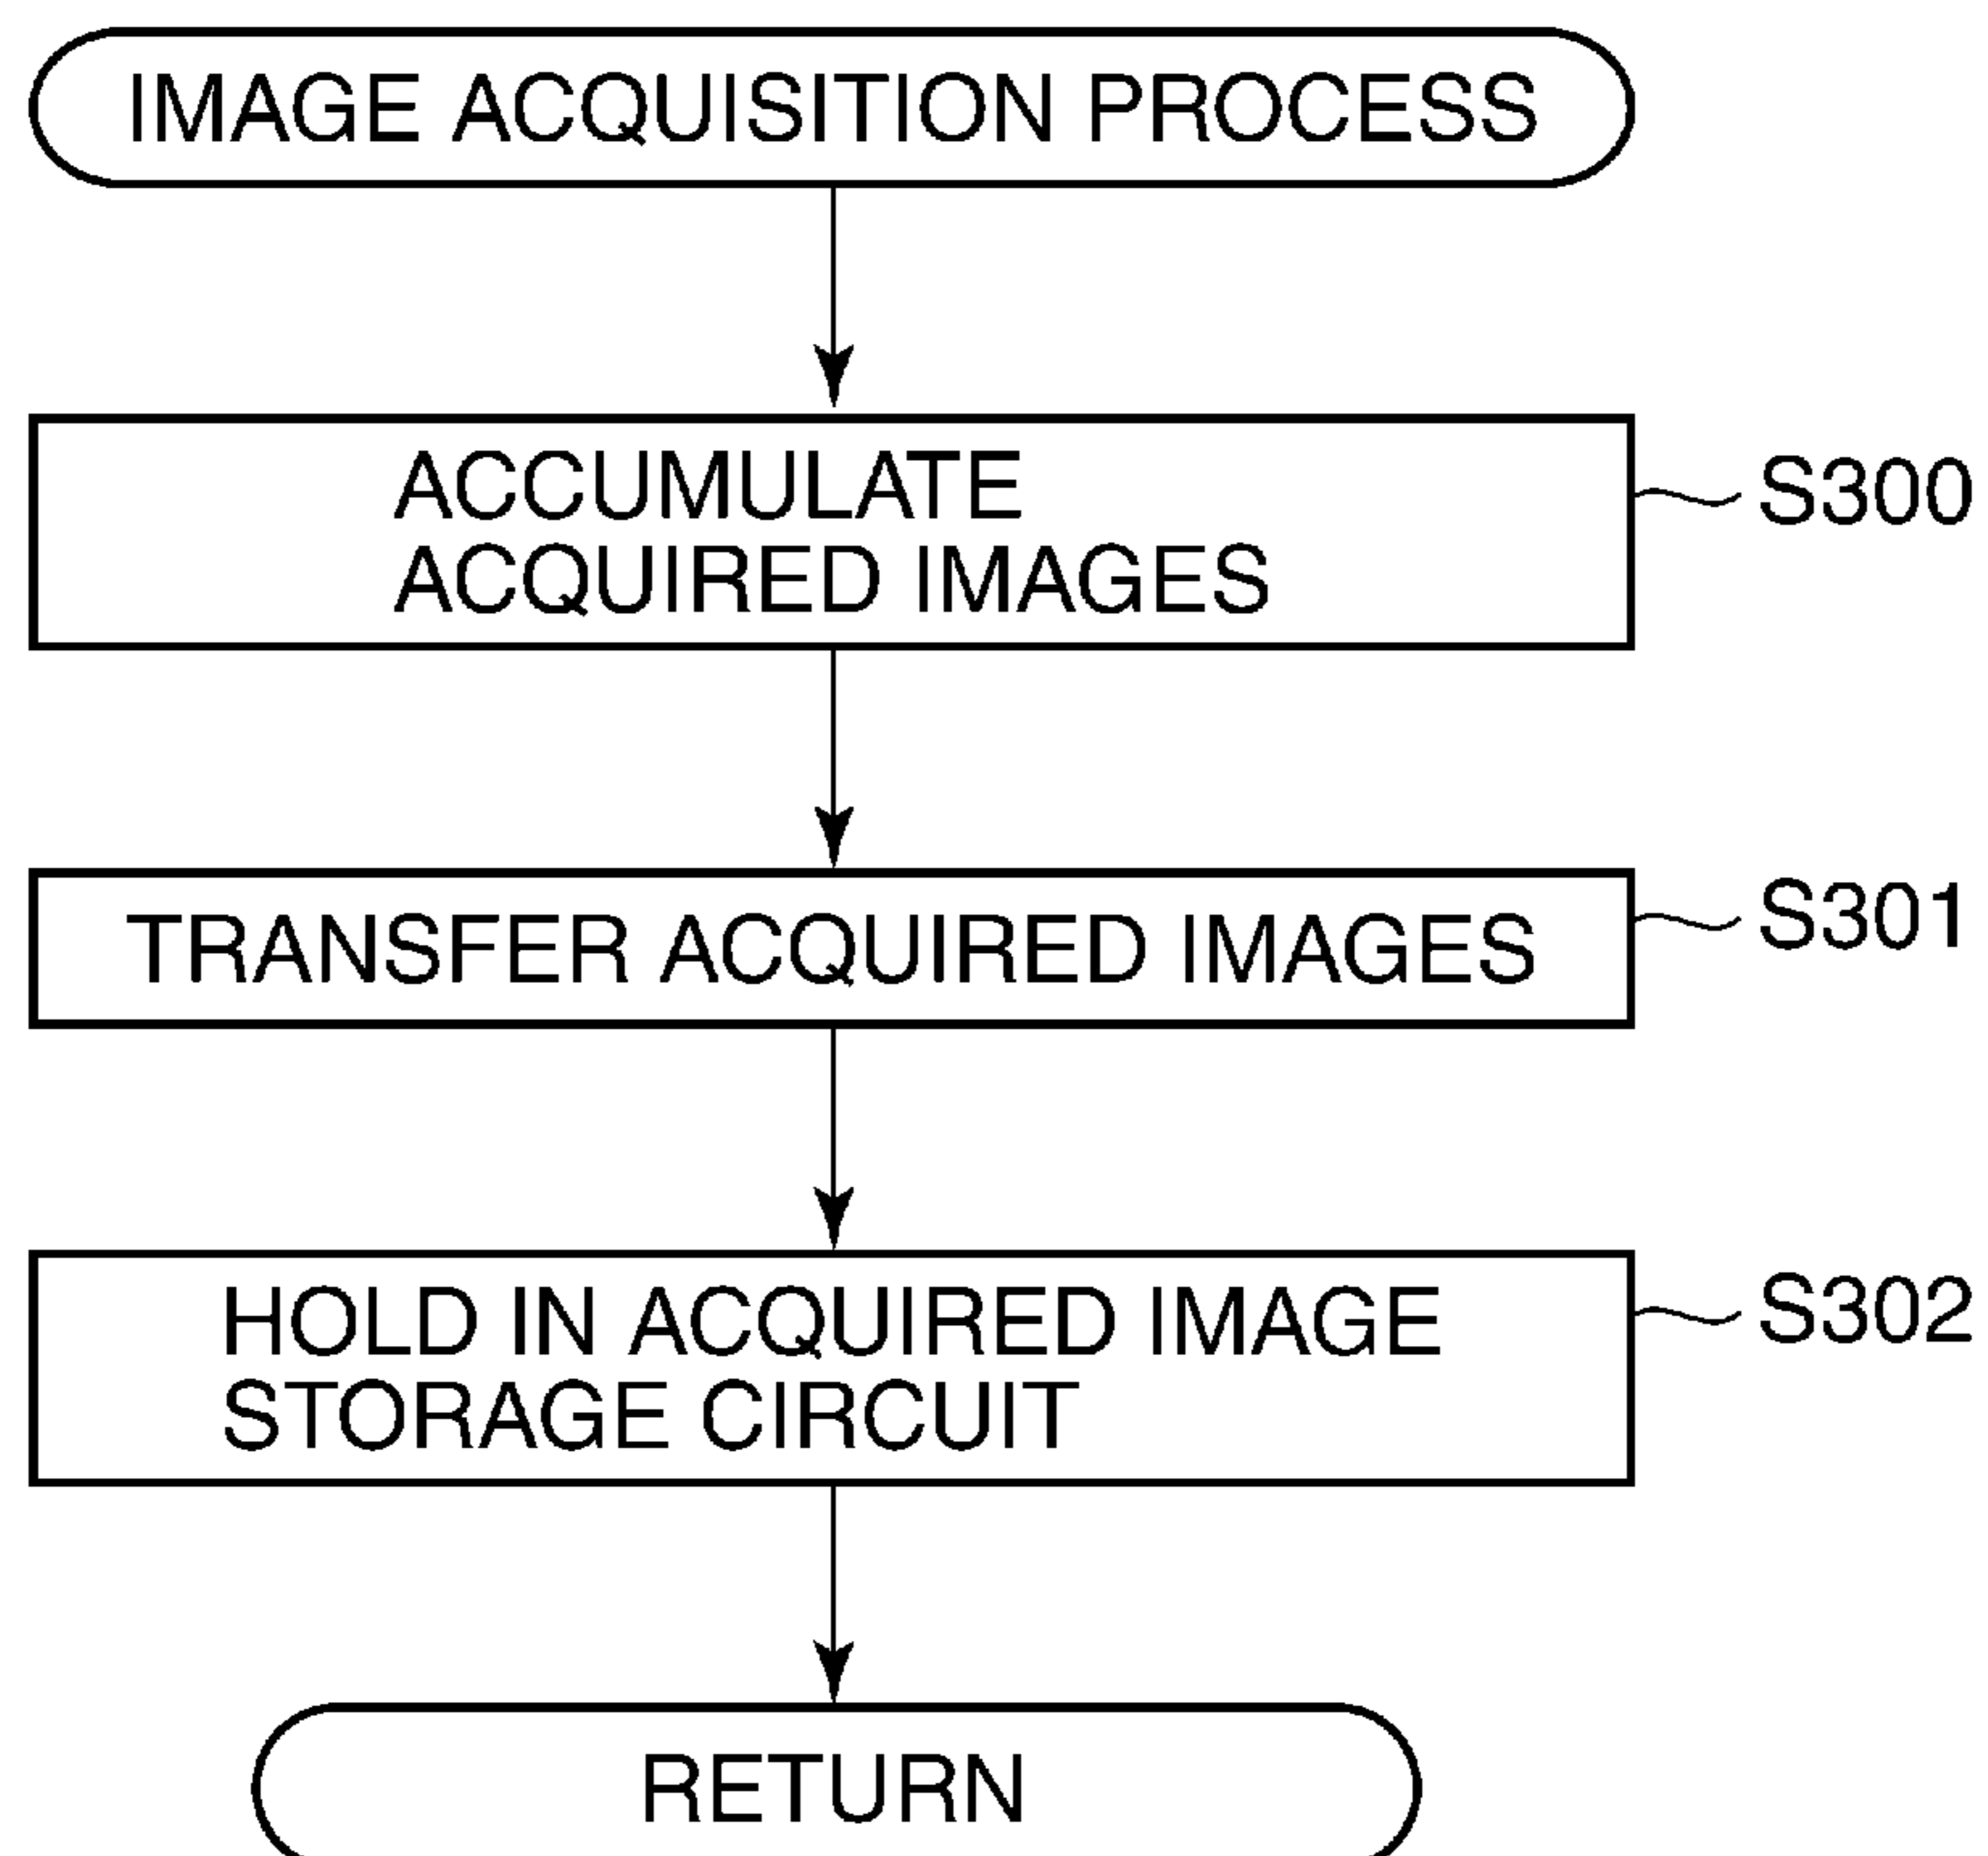 IMAGE ACQUISITION PROCESS
ACCUMULATE
ACQUIRED IMAGES
S300
TRANSFER ACQUIRED IMAGES
S301
HOLD IN ACQUIRED IMAGE
STORAGE CIRCUIT
S302
RETURN